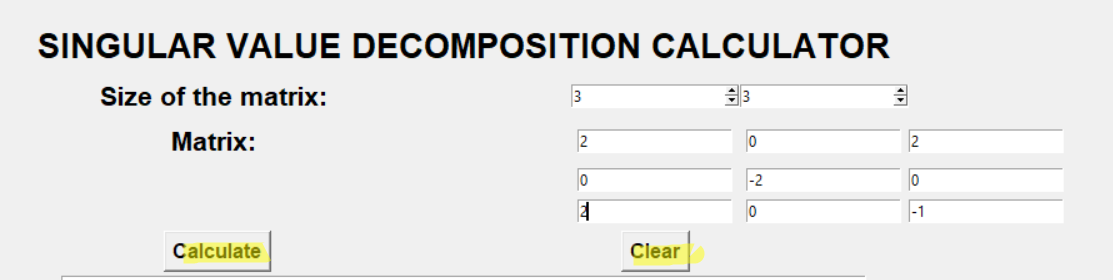 SINGULAR VALUE DECOMPOSITION CALCULATOR
Size of the matrix: 3 3
Matrix: 2 0 2
0 -2 0
2 0 -1
Calculate Clear